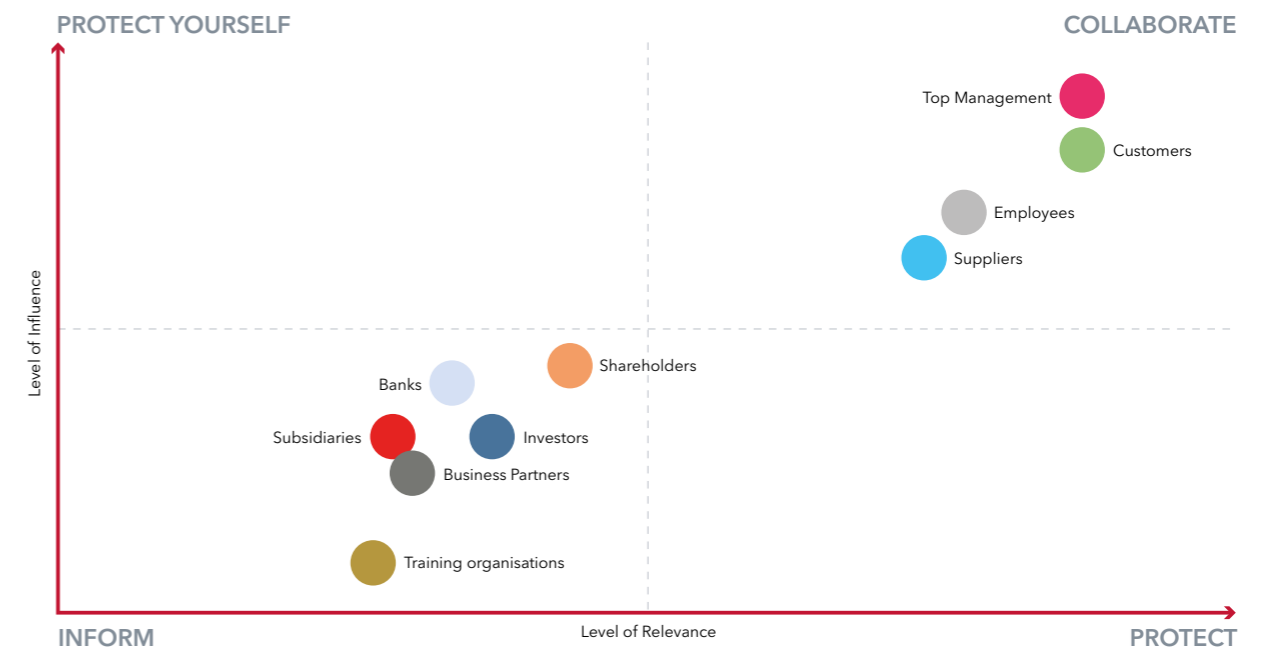 PROTECT YOURSELF
COLLABORATE
Top Management
Customers
Employees
Suppliers
Level of Influence
Shareholders
Banks
Subsidiaries
Investors
Business Partners
Training organisations
Level of Relevance
INFORM
PROTECT